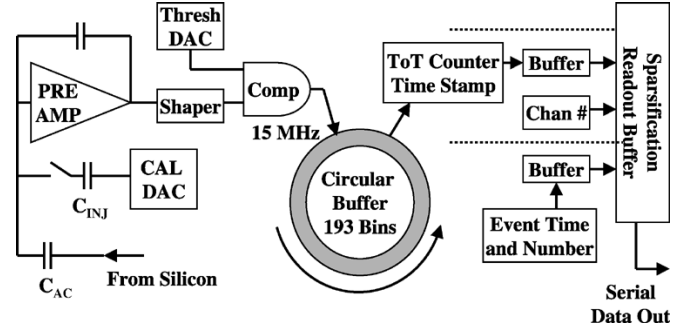 Thresh
DAC
PRE
AMP
Shaper
Comp
15 MHz
CAL
DAC
C_INJ
C_AC
From Silicon
Circular
Buffer
193 Bins
ToT Counter
Time Stamp
Buffer
Chan #
Buffer
Event Time
and Number
Sparsification
Readout Buffer
Serial
Data Out